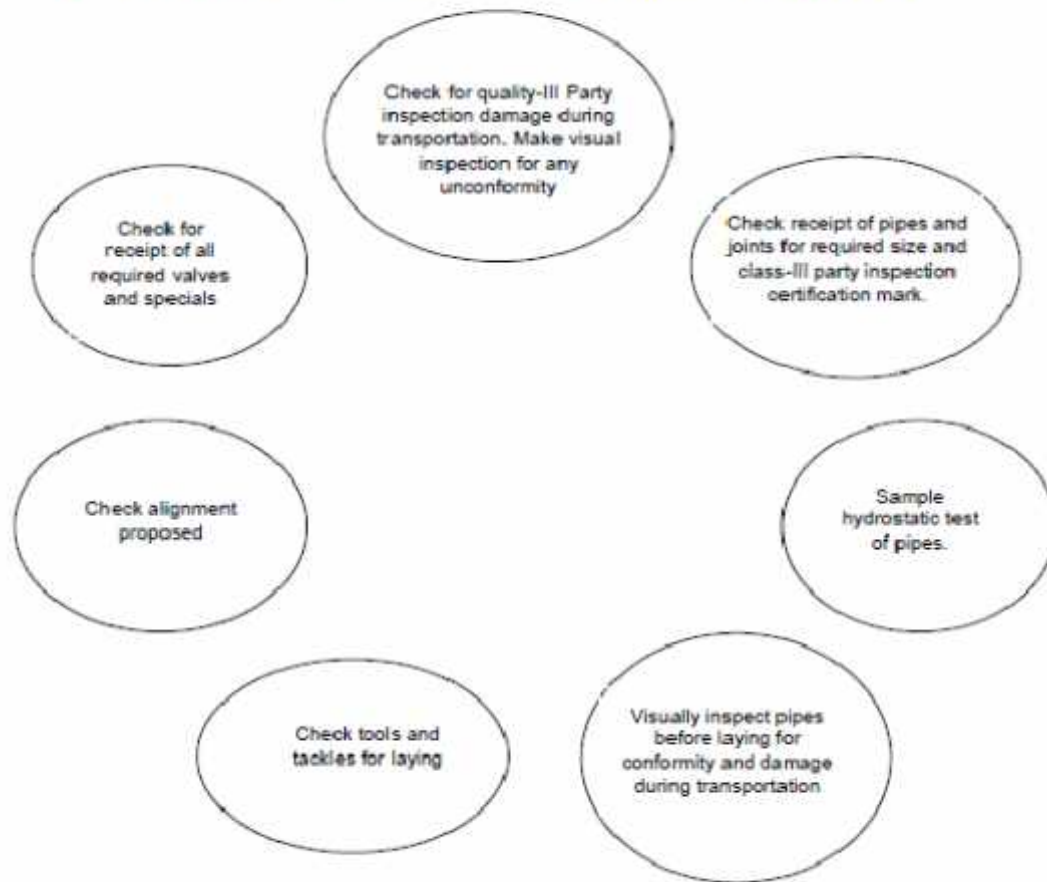 Check for quality-III Party
inspection damage during
transportation. Make visual
inspection for any
unconformity
Check for
receipt of all
required valves
and specials
Check receipt of pipes and
joints for required size and
class-III party inspection
certification mark.
Check alignment
proposed
Sample
hydrostatic test
of pipes.
Check tools and
tackles for laying
Visually inspect pipes
before laying for
conformity and damage
during transportation